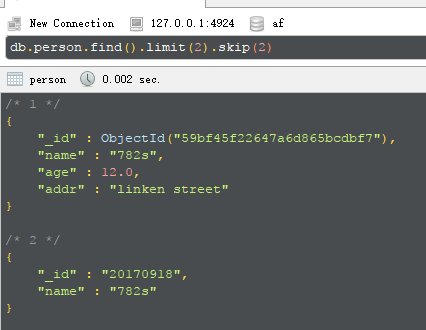 New Connection 127.0.0.1:4924 af
db.person.find().limit(2).skip(2)
person 0.002 sec.
/* 1 */
{
    "_id" : ObjectId("59bf45f22647a6d865bcdbf7"),
    "name" : "782s",
    "age" : 12.0,
    "addr" : "linken street"
}
/* 2 */
{
    "_id" : "20170918",
    "name" : "782s"
}